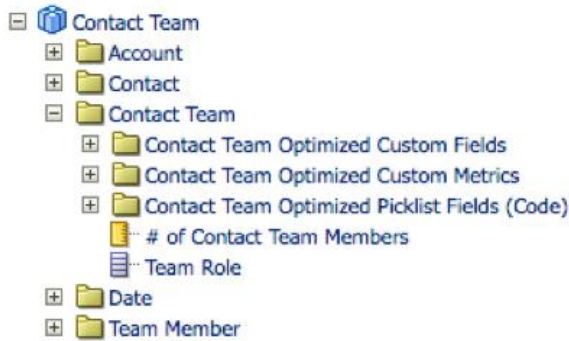 Contact Team
Account
Contact
Contact Team
Contact Team Optimized Custom Fields
Contact Team Optimized Custom Metrics
Contact Team Optimized Picklist Fields (Code)
# of Contact Team Members
Team Role
Date
Team Member